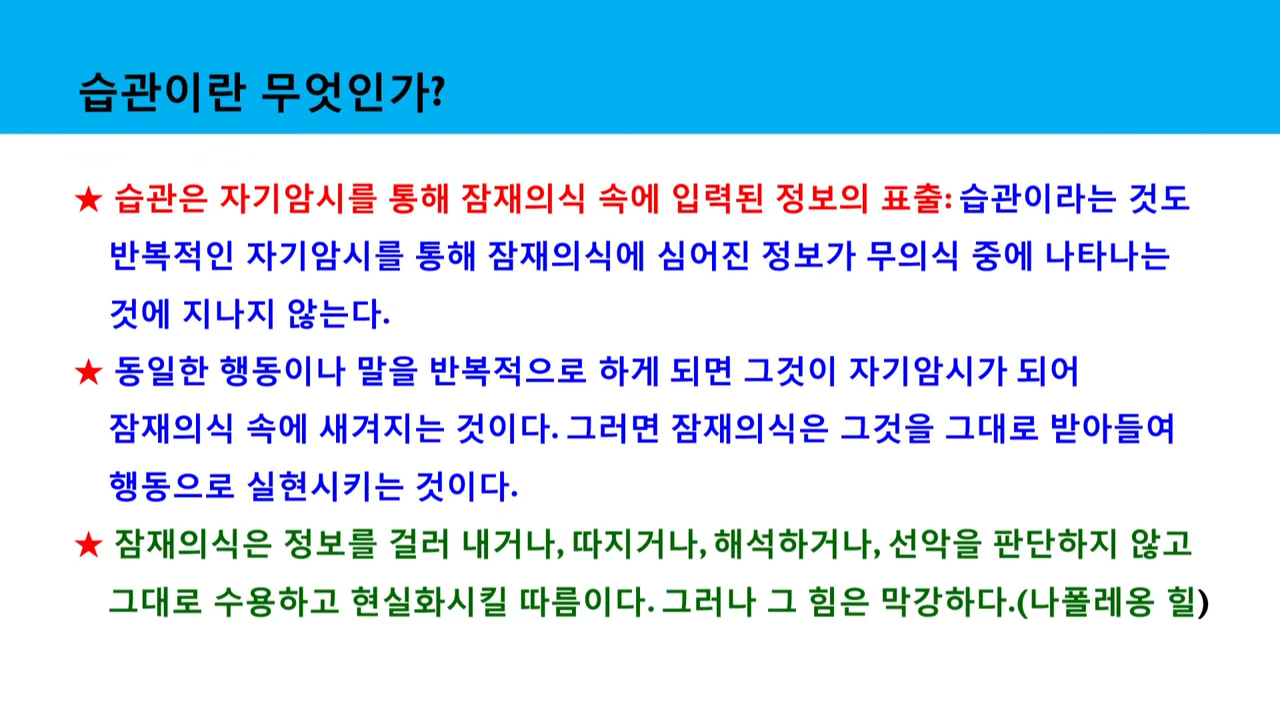 습관이란 무엇인가?
★ 습관은 자기암시를 통해 잠재의식 속에 입력된 정보의 표출: 습관이라는 것도
반복적인 자기암시를 통해 잠재의식에 심어진 정보가 무의식 중에 나타나는
것에 지나지 않는다.
★ 동일한 행동이나 말을 반복적으로 하게 되면 그것이 자기암시가 되어
잠재의식 속에 새겨지는 것이다. 그러면 잠재의식은 그것을 그대로 받아들여
행동으로 실현시키는 것이다.
★ 잠재의식은 정보를 걸러 내거나, 따지거나, 해석하거나, 선악을 판단하지 않고
그대로 수용하고 현실화시킬 따름이다. 그러나 그 힘은 막강하다.(나폴레옹 힐)